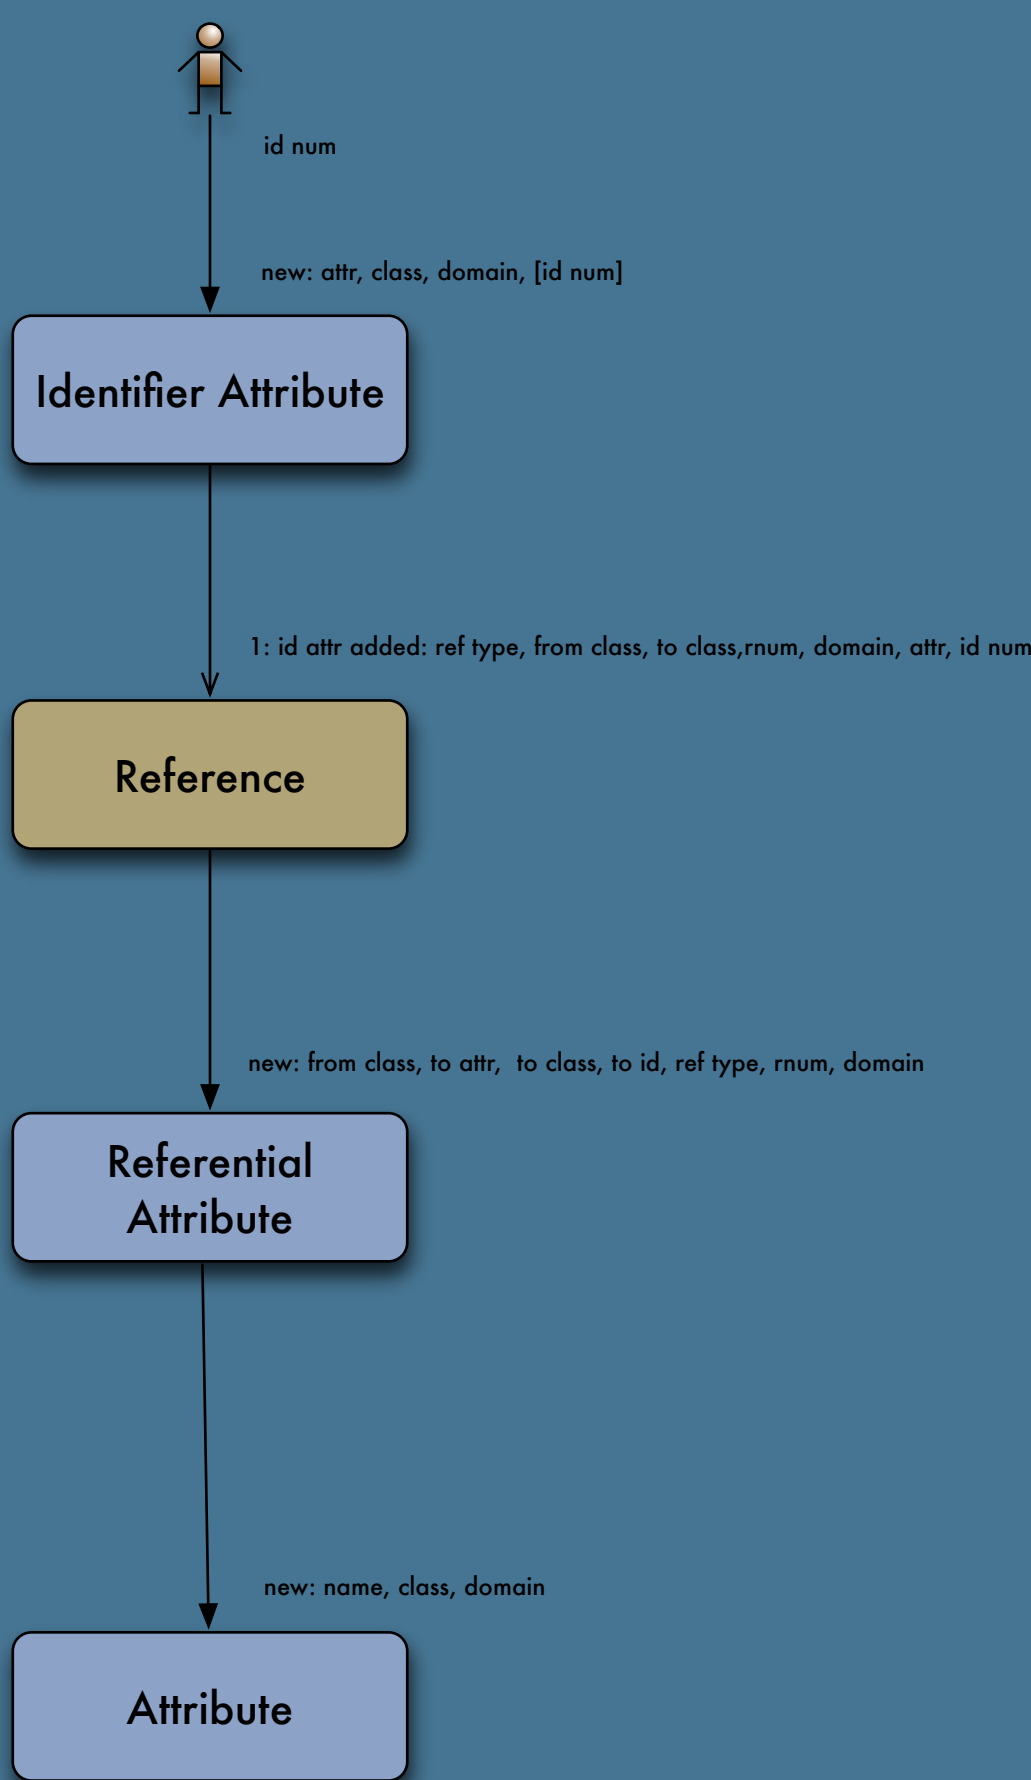 id num
new: attr, class, domain, [id num]
Identifier Attribute
1: id attr added: ref type, from class, to class,rnum, domain, attr, id num
Reference
new: from class, to attr,  to class, to id, ref type, rnum, domain
Referential
Attribute
new: name, class, domain
Attribute